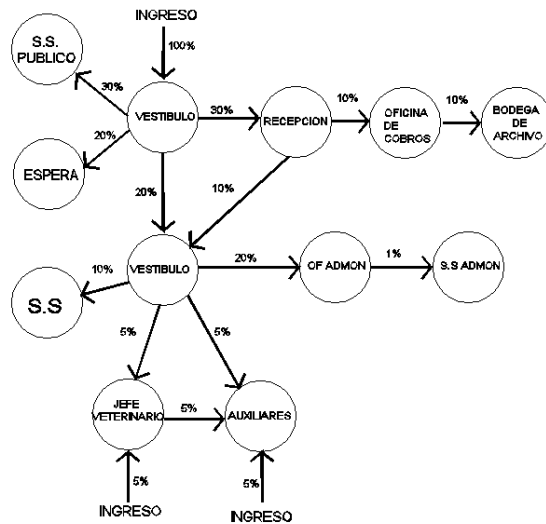 INGRESO
100%
S.S.
PUBLICO
30%
VESTIBULO
30%
RECEPCION
10%
OFICINA
DE
COBROS
10%
BODEGA
DE
ARCHIVO
20%
ESPERA
20%
10%
VESTIBULO
20%
OF ADMON
1%
S.S ADMON
10%
S.S
5%
5%
JEFE
VETERINARIO
5%
AUXILIARES
5%
INGRESO
5%
INGRESO